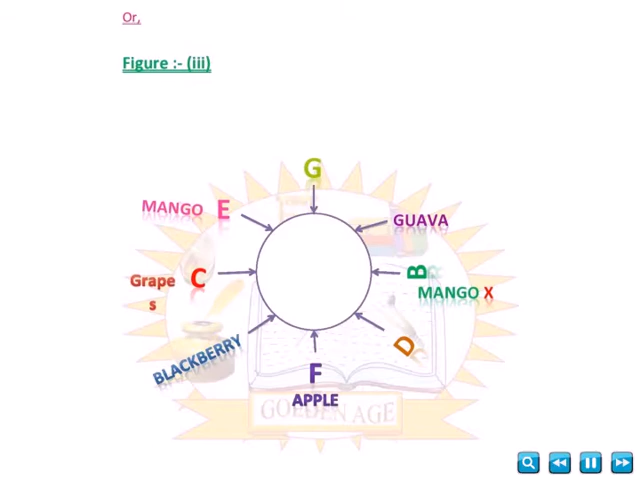 Or,
Figure :- (iii)
G
MANGO E
GUAVA
Grape
s
C
B
MANGO X
BLACKBERRY
D
F
APPLE
GOLDEN AGE